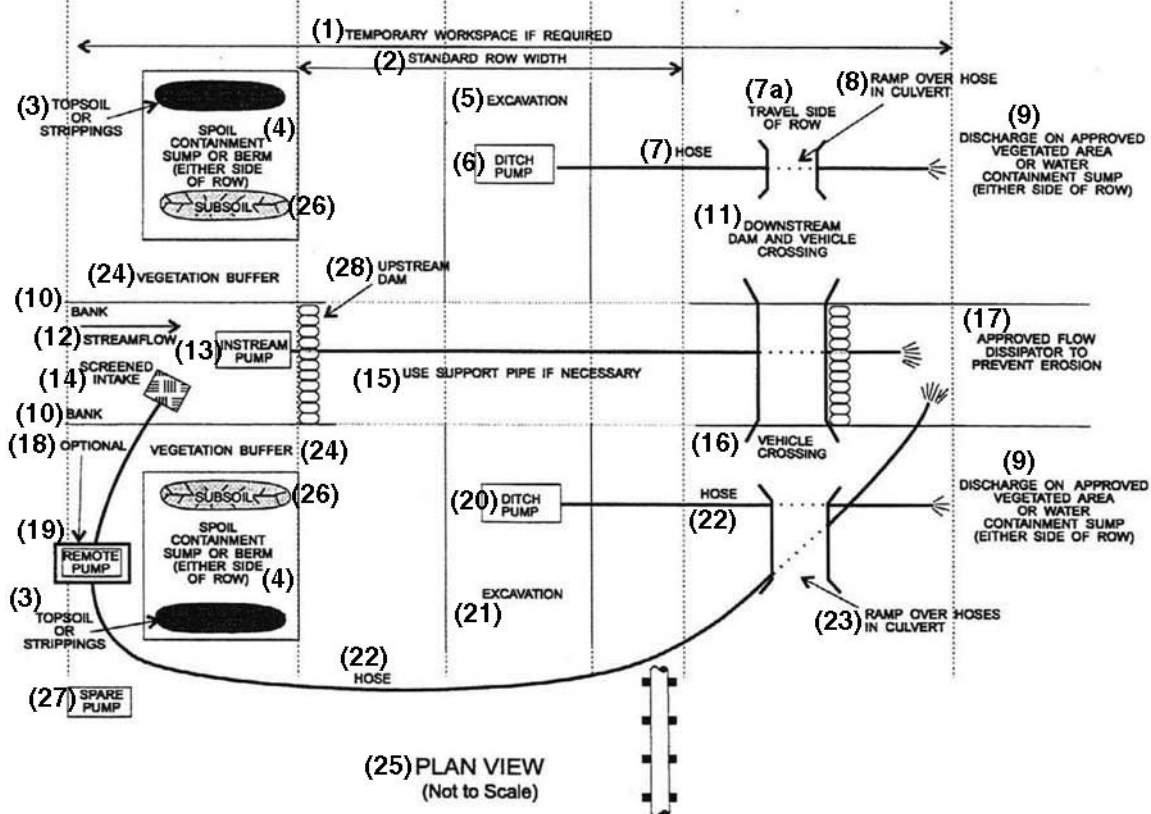 (1) TEMPORARY WORKSPACE IF REQUIRED
(2) STANDARD ROW WIDTH
(3) TOPSOIL
OR
STRIPPINGS
SPOIL
CONTAINMENT (4)
SUMP OR BERM
(EITHER SIDE
OF ROW)
SUBSOIL (26)
(5) EXCAVATION
(6) DITCH
PUMP
(7) HOSE
(7a)
TRAVEL SIDE
OF ROW
(8) RAMP OVER HOSE
IN CULVERT
(9)
DISCHARGE ON APPROVED
VEGETATED AREA
OR WATER
CONTAINMENT SUMP
(EITHER SIDE OF ROW)
(11) DOWNSTREAM
DAM AND VEHICLE
CROSSING
(24) VEGETATION BUFFER
(28) UPSTREAM
DAM
(10)
BANK
(12) STREAMFLOW
(13) INSTREAM
PUMP
SCREENED
(14) INTAKE
(15) USE SUPPORT PIPE IF NECESSARY
(17)
APPROVED FLOW
DISSIPATOR TO
PREVENT EROSION
(10) BANK
(18) OPTIONAL
VEGETATION BUFFER (24)
(16) VEHICLE
CROSSING
SUBSOIL (26)
SPOIL
CONTAINMENT
SUMP OR BERM
(EITHER SIDE
OF ROW) (4)
(19)
REMOTE
PUMP
(3)
TOPSOIL
OR
STRIPPINGS
(20) DITCH
PUMP
HOSE
(22)
(9)
DISCHARGE ON APPROVED
VEGETATED AREA
OR WATER
CONTAINMENT SUMP
(EITHER SIDE OF ROW)
EXCAVATION
(21)
(23) RAMP OVER HOSES
IN CULVERT
(22)
HOSE
(27) SPARE
PUMP
(25) PLAN VIEW
(Not to Scale)